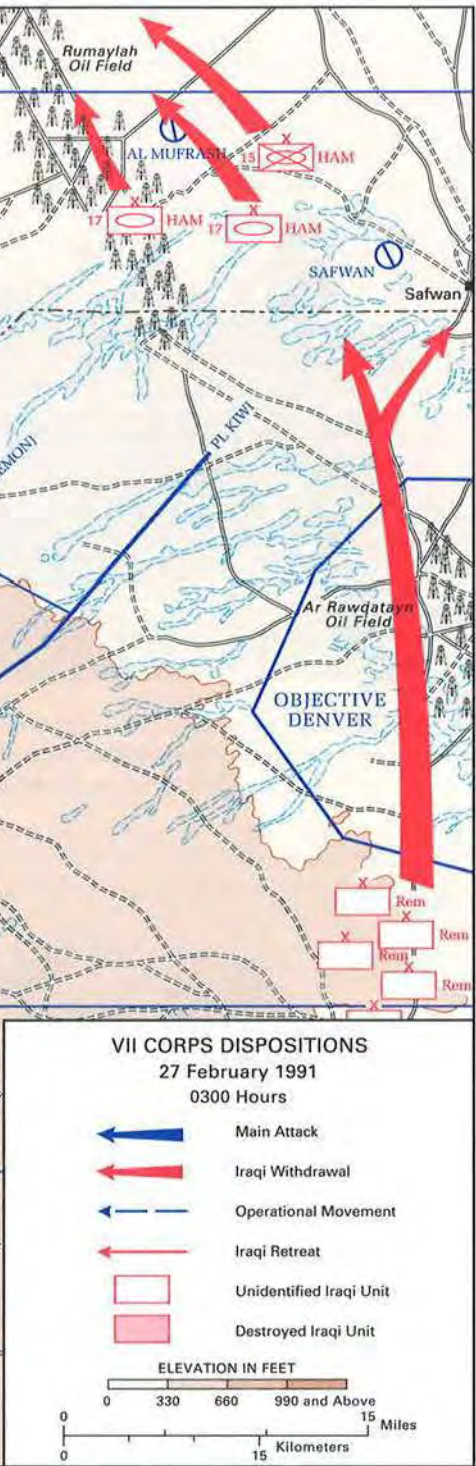 Rumaylah
Oil Field
AL MUFRASH
X
15 HAM
X
17 HAM
X
17 HAM
SAFWAN
Safwan
PL KIWI
Ar Rawdatayn
Oil Field
OBJECTIVE
DENVER
X
Rem
X
Rem
X
Rem
X
Rem
X
VII CORPS DISPOSITIONS
27 February 1991
0300 Hours
Main Attack
Iraqi Withdrawal
Operational Movement
Iraqi Retreat
Unidentified Iraqi Unit
Destroyed Iraqi Unit
ELEVATION IN FEET
0 330 660 990 and Above
0 15
Miles
0 15
Kilometers